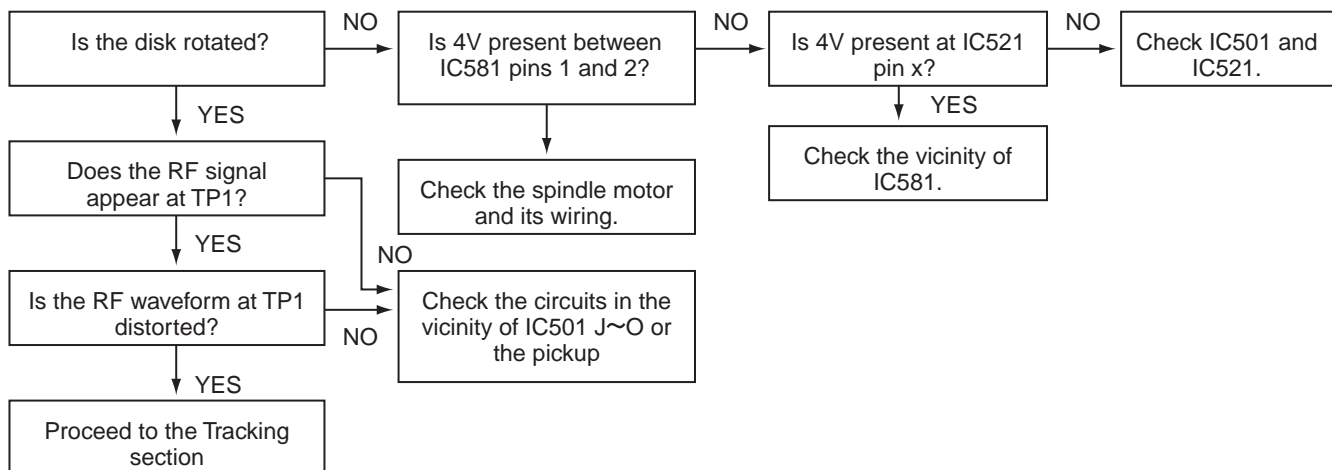 Is the disk rotated?
NO
Is 4V present between
IC581 pins 1 and 2?
NO
Is 4V present at IC521
pin x?
NO
Check IC501 and
IC521.
YES
YES
Does the RF signal
appear at TP1?
Check the spindle motor
and its wiring.
Check the vicinity of
IC581.
YES
NO
Is the RF waveform at TP1
distorted?
NO
Check the circuits in the
vicinity of IC501 J~O or
the pickup
YES
Proceed to the Tracking
section